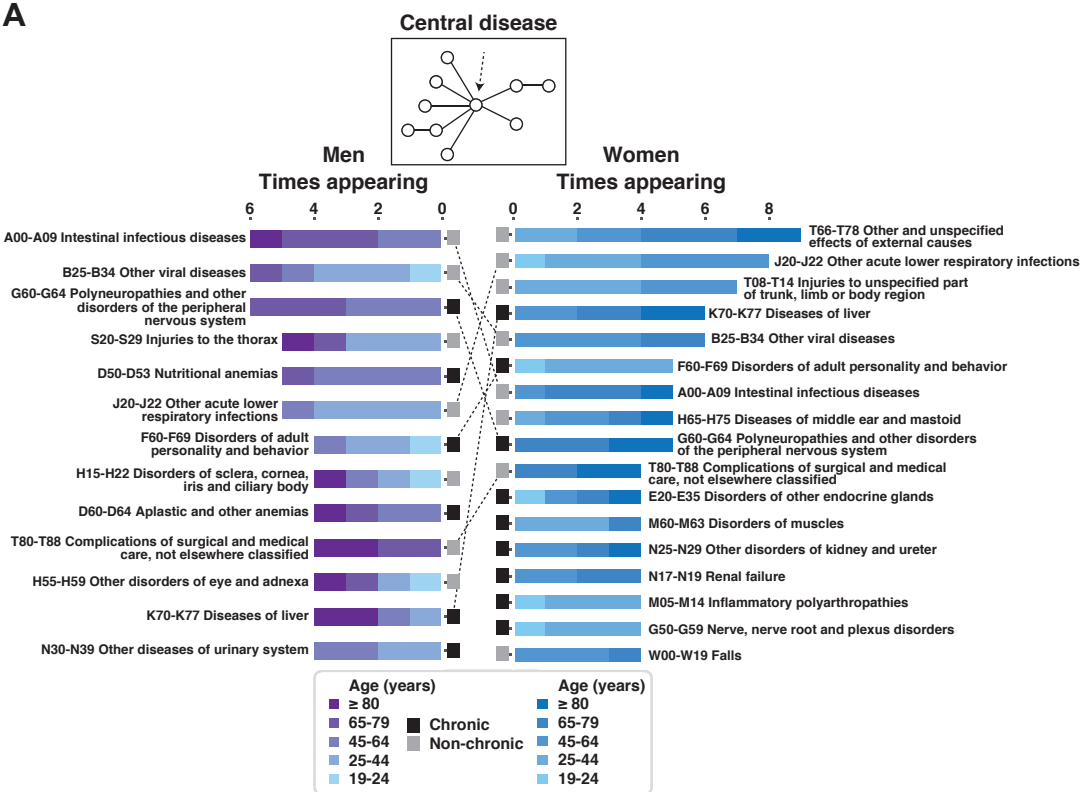 A
Central disease
Men
Women
Times appearing
Times appearing
6 4 2 0
0 2 4 6 8
A00-A09 Intestinal infectious diseases
B25-B34 Other viral diseases
G60-G64 Polyneuropathies and other
disorders of the peripheral
nervous system
S20-S29 Injuries to the thorax
D50-D53 Nutritional anemias
J20-J22 Other acute lower
respiratory infections
F60-F69 Disorders of adult
personality and behavior
H15-H22 Disorders of sclera, cornea,
iris and ciliary body
D60-D64 Aplastic and other anemias
T80-T88 Complications of surgical and medical
care, not elsewhere classified
H55-H59 Other disorders of eye and adnexa
K70-K77 Diseases of liver
N30-N39 Other diseases of urinary system
T66-T78 Other and unspecified
effects of external causes
J20-J22 Other acute lower respiratory infections
T08-T14 Injuries to unspecified part
of trunk, limb or body region
K70-K77 Diseases of liver
B25-B34 Other viral diseases
F60-F69 Disorders of adult personality and behavior
A00-A09 Intestinal infectious diseases
H65-H75 Diseases of middle ear and mastoid
G60-G64 Polyneuropathies and other disorders
of the peripheral nervous system
T80-T88 Complications of surgical and medical
care, not elsewhere classified
E20-E35 Disorders of other endocrine glands
M60-M63 Disorders of muscles
N25-N29 Other disorders of kidney and ureter
N17-N19 Renal failure
M05-M14 Inflammatory polyarthropathies
G50-G59 Nerve, nerve root and plexus disorders
W00-W19 Falls
Age (years)
≥ 80
65-79
45-64
25-44
19-24
Chronic
Non-chronic
Age (years)
≥ 80
65-79
45-64
25-44
19-24